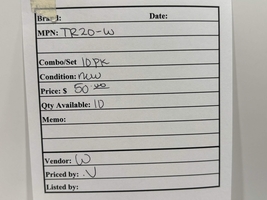 Brand: Date:
MPN: TR20-W
Combo/Set 10pk
Condition: new
Price: $ 50 00
Qty Available: 10
Memo:
Vendor: W
Priced by: .V
Listed by: